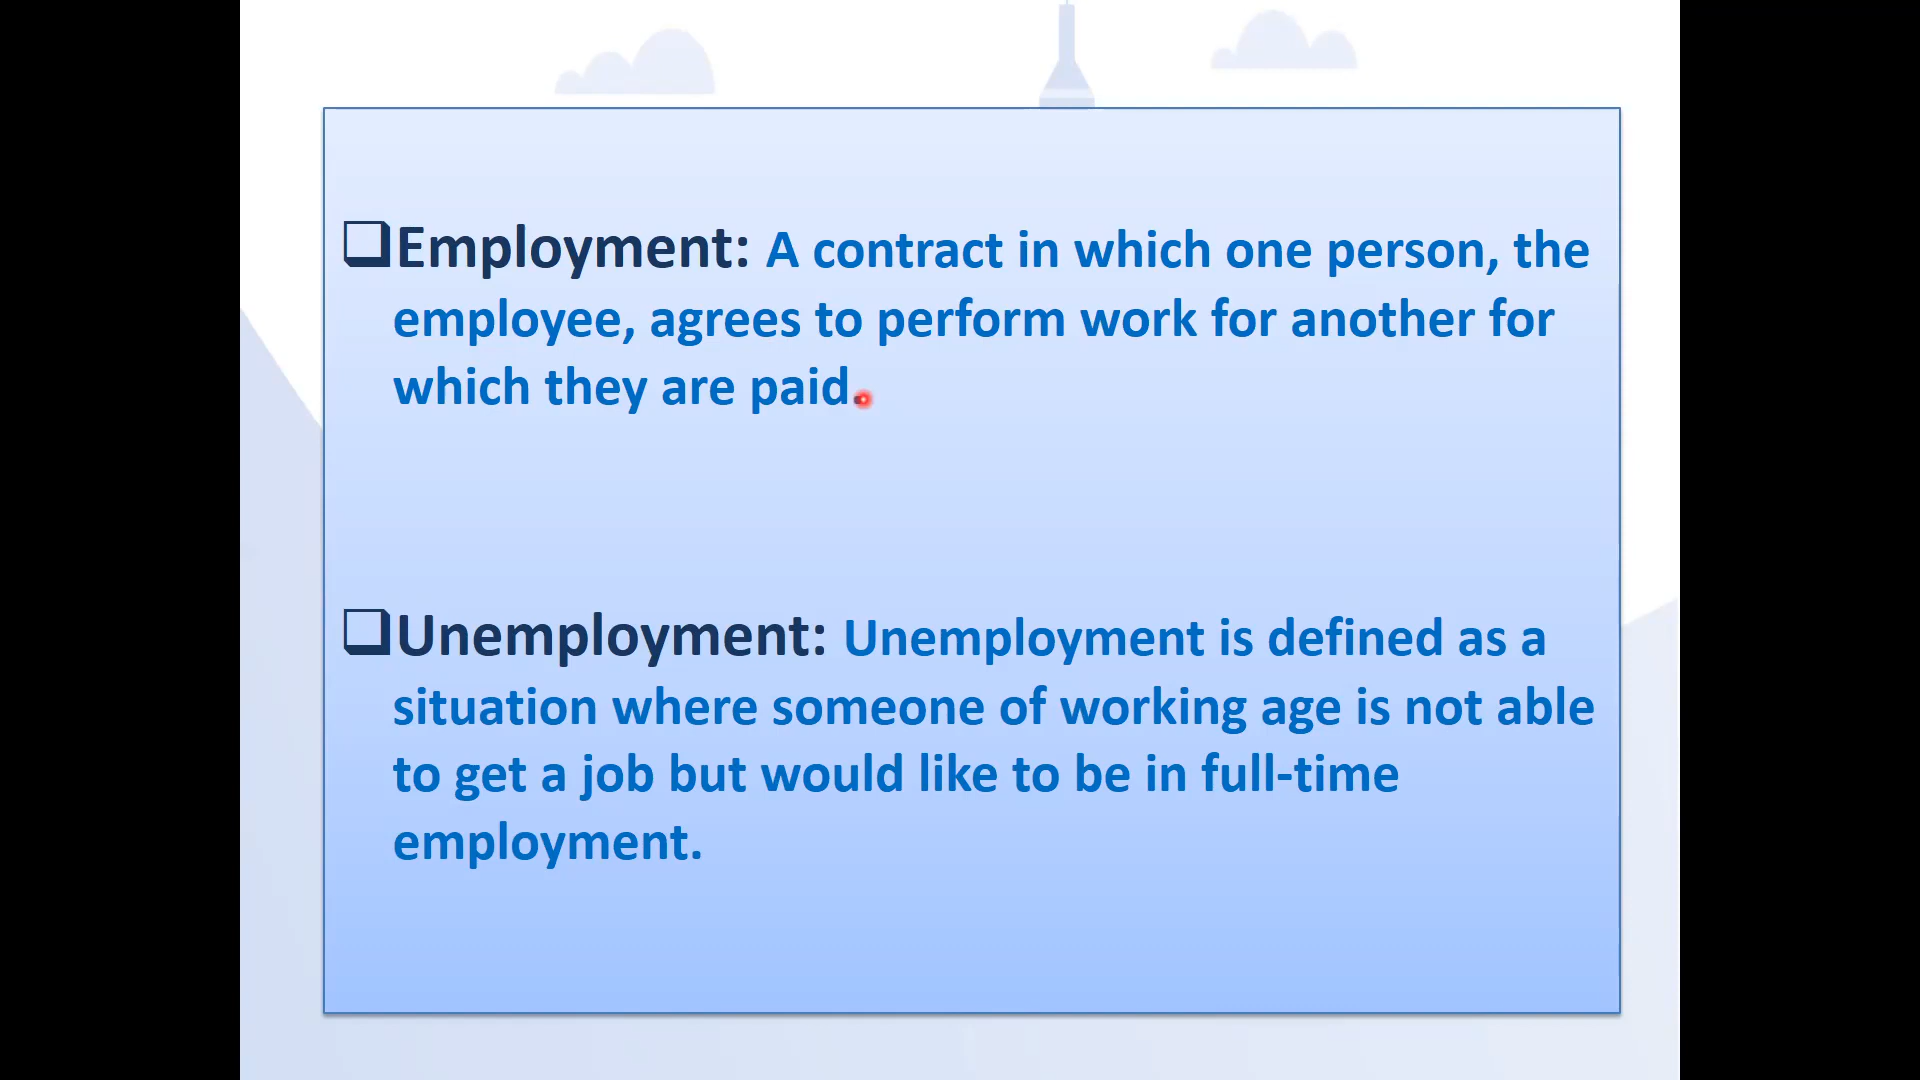 ❑Employment: A contract in which one person, the
employee, agrees to perform work for another for
which they are paid.
❑Unemployment: Unemployment is defined as a
situation where someone of working age is not able
to get a job but would like to be in full-time
employment.